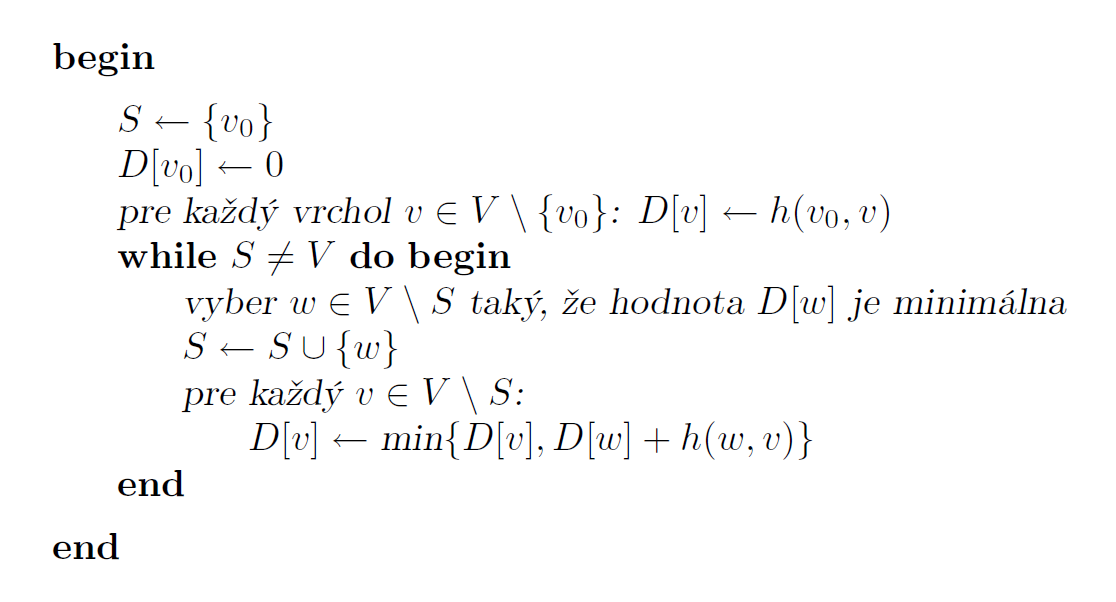 begin
S ← {v₀}
D[v₀] ← 0
pre každý vrchol v ∈ V \ {v₀}: D[v] ← h(v₀, v)
while S ≠ V do begin
vyber w ∈ V \ S taký, že hodnota D[w] je minimálna
S ← S ∪ {w}
pre každý v ∈ V \ S:
D[v] ← min{D[v], D[w] + h(w, v)}
end
end